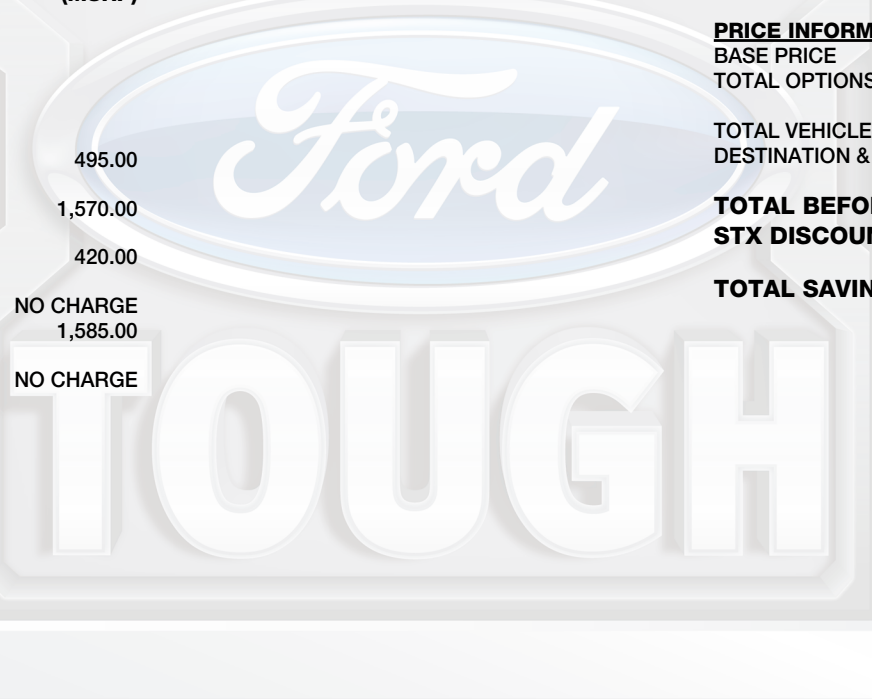 (MSRP)
495.00
1,570.00
420.00
NO CHARGE
1,585.00
NO CHARGE
PRICE INFORM
BASE PRICE
TOTAL OPTIONS
TOTAL VEHICLE
DESTINATION &
TOTAL BEFO
STX DISCOU
TOTAL SAVIN
Ford
TOUGH